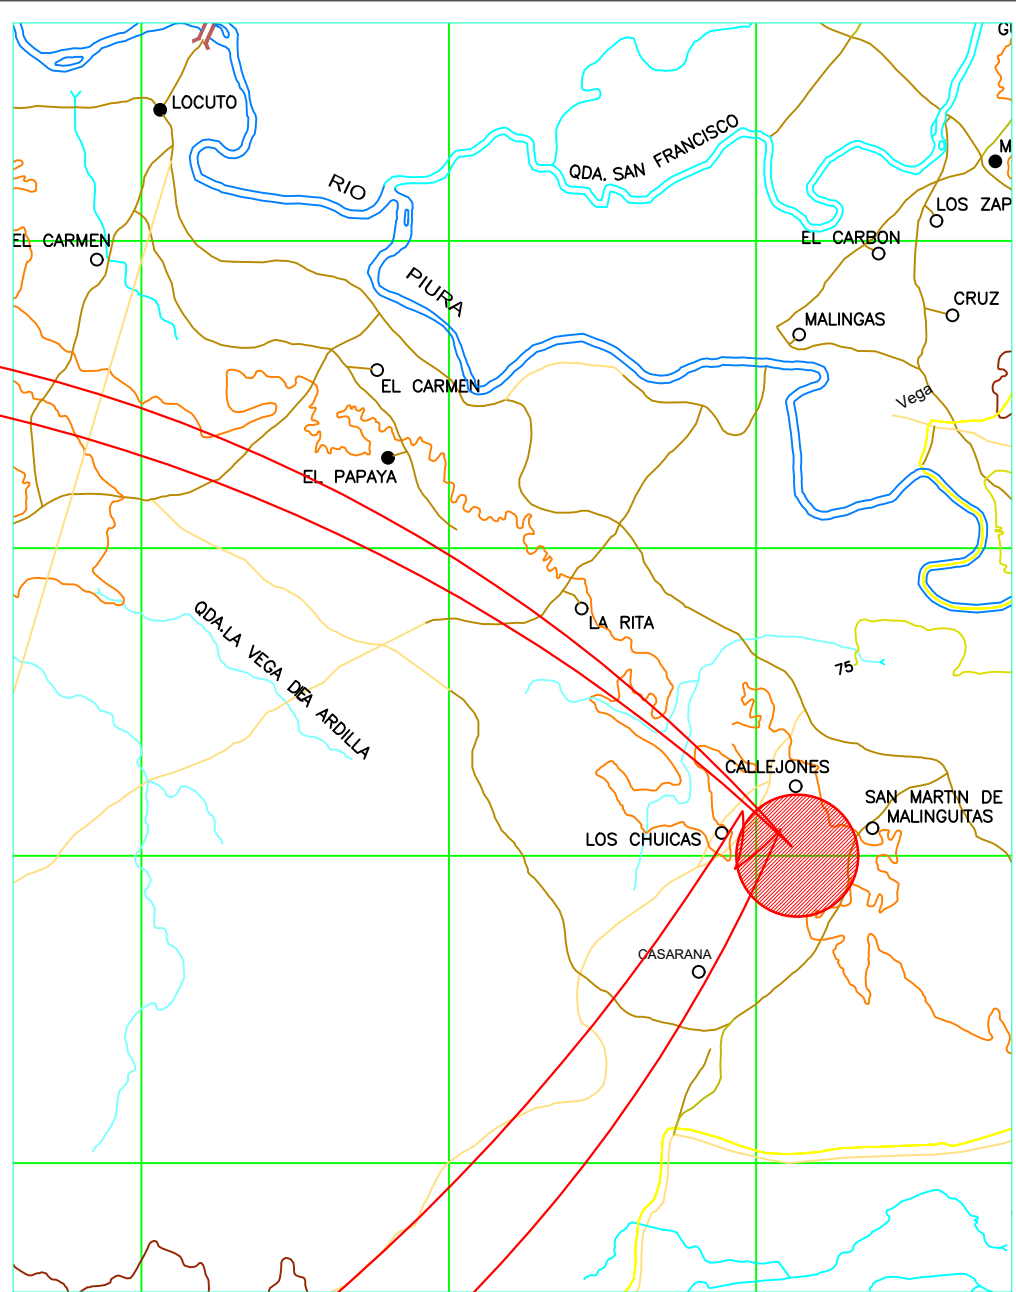 GU
LOCUTO
QDA. SAN FRANCISCO
M
RIO
LOS ZAP
EL CARMEN
EL CARBON
PIURA
CRUZ
MALINGAS
EL CARMEN
Vega
EL PAPAYA
LA RITA
QDA.LA VEGA DE
LA ARDILLA
75
CALLEJONES
SAN MARTIN DE
MALINGUITAS
LOS CHUICAS
CASARANA